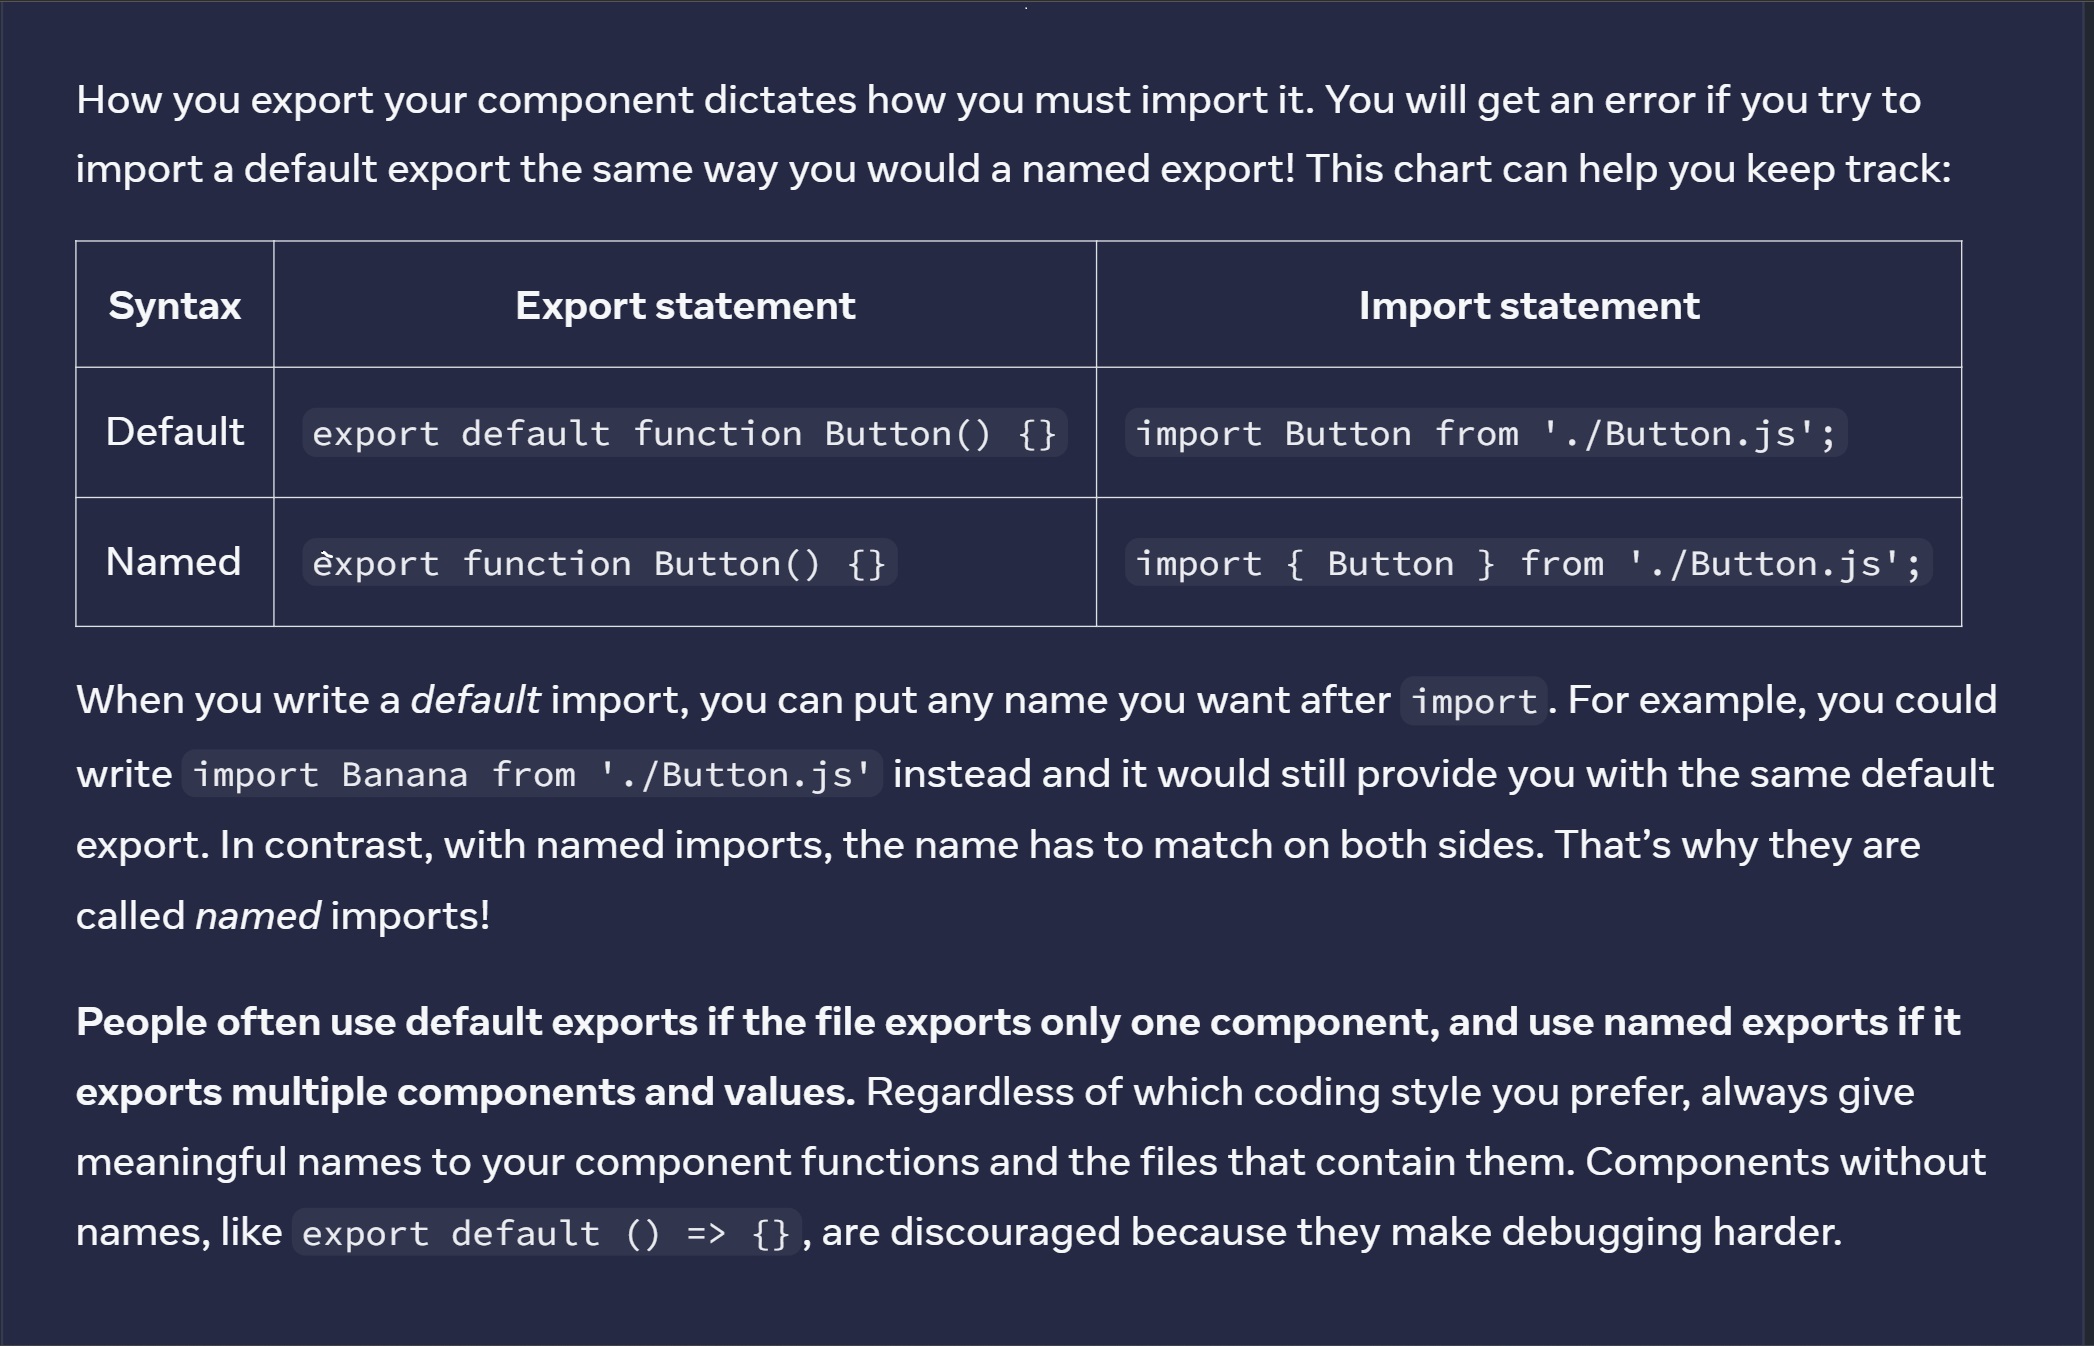 How you export your component dictates how you must import it. You will get an error if you try to
import a default export the same way you would a named export! This chart can help you keep track:
Syntax Export statement Import statement
Default export default function Button() {} import Button from './Button.js';
Named export function Button() {} import { Button } from './Button.js';
When you write a default import, you can put any name you want after import. For example, you could
write import Banana from './Button.js' instead and it would still provide you with the same default
export. In contrast, with named imports, the name has to match on both sides. That’s why they are
called named imports!
People often use default exports if the file exports only one component, and use named exports if it
exports multiple components and values. Regardless of which coding style you prefer, always give
meaningful names to your component functions and the files that contain them. Components without
names, like export default () => {}, are discouraged because they make debugging harder.